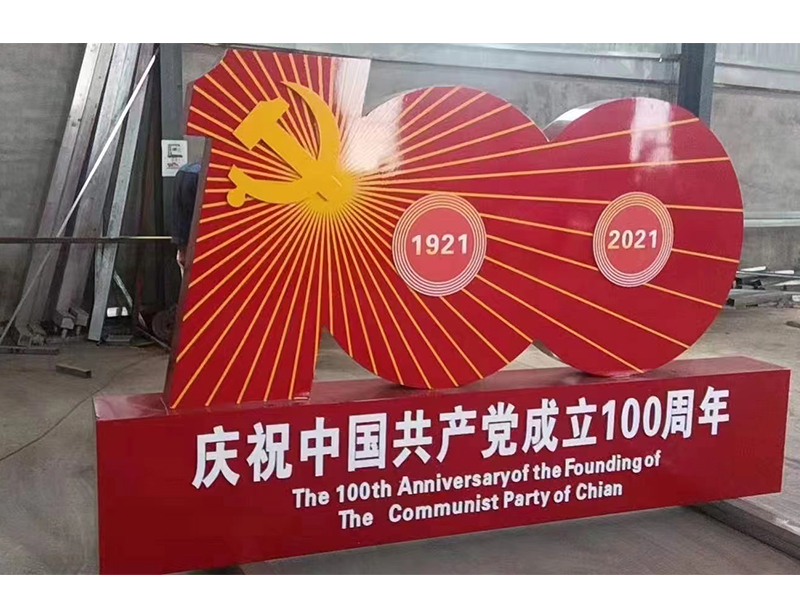 1921
2021
庆祝中国共产党成立100周年
The 100th Anniversaryof the Founding of
The Communist Party of Chian